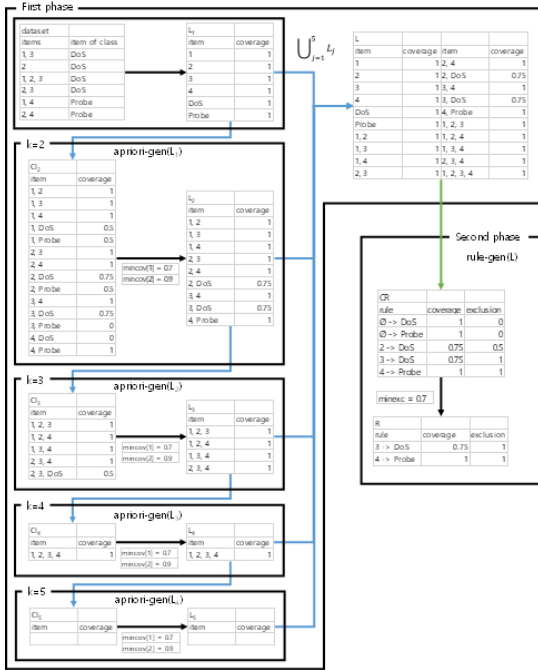 First phase
dataset
items item of class
1, 3 DoS
2 DoS
1, 2, 3 DoS
2, 3 DoS
1, 4 Probe
2, 4 Probe
L1
item coverage
1 1
2 1
3 1
4 1
DoS 1
Probe 1
⋃ 5 j=1 Lj
L
item coverage item coverage
1 1 2, 4 1
2 1 2, DoS 0.75
3 1 3, 4 1
4 1 3, DoS 0.75
DoS 1 4, Probe 1
Probe 1 1, 2, 3 1
1, 2 1 1, 2, 4 1
1, 3 1 1, 3, 4 1
1, 4 1 2, 3, 4 1
2, 3 1 1, 2, 3, 4 1
k=2
apriori-gen(L1)
CI2
item coverage
1, 2 1
1, 3 1
1, 4 1
1, DoS 0.5
1, Probe 0.5
2, 3 1
2, 4 1
2, DoS 0.75
2, Probe 0.5
3, 4 1
3, DoS 0.75
3, Probe 0
4, DoS 0
4, Probe 1
mincov[1] = 0.7
mincov[2] = 0.9
L2
item coverage
1, 2 1
1, 3 1
1, 4 1
2, 3 1
2, 4 1
2, DoS 0.75
3, 4 1
3, DoS 0.75
4, Probe 1
k=3
apriori-gen(L2)
CI3
item coverage
1, 2, 3 1
1, 2, 4 1
1, 3, 4 1
2, 3, 4 1
2, 3, DoS 0.5
mincov[1] = 0.7
mincov[2] = 0.9
L3
item coverage
1, 2, 3 1
1, 2, 4 1
1, 3, 4 1
2, 3, 4 1
k=4
apriori-gen(L3)
CI4
item coverage
1, 2, 3, 4 1
mincov[1] = 0.7
mincov[2] = 0.9
L4
item coverage
1, 2, 3, 4 1
k=5
apriori-gen(L4)
CI5
item coverage
mincov[1] = 0.7
mincov[2] = 0.9
L5
item coverage
Second phase
rule-gen(L)
CR
rule coverage exclusion
Ø -> DoS 1 0
Ø -> Probe 1 0
2 -> DoS 0.75 0.5
3 -> DoS 0.75 1
4 -> Probe 1 1
minexc = 0.7
R
rule coverage exclusion
3 -> DoS 0.75 1
4 -> Probe 1 1